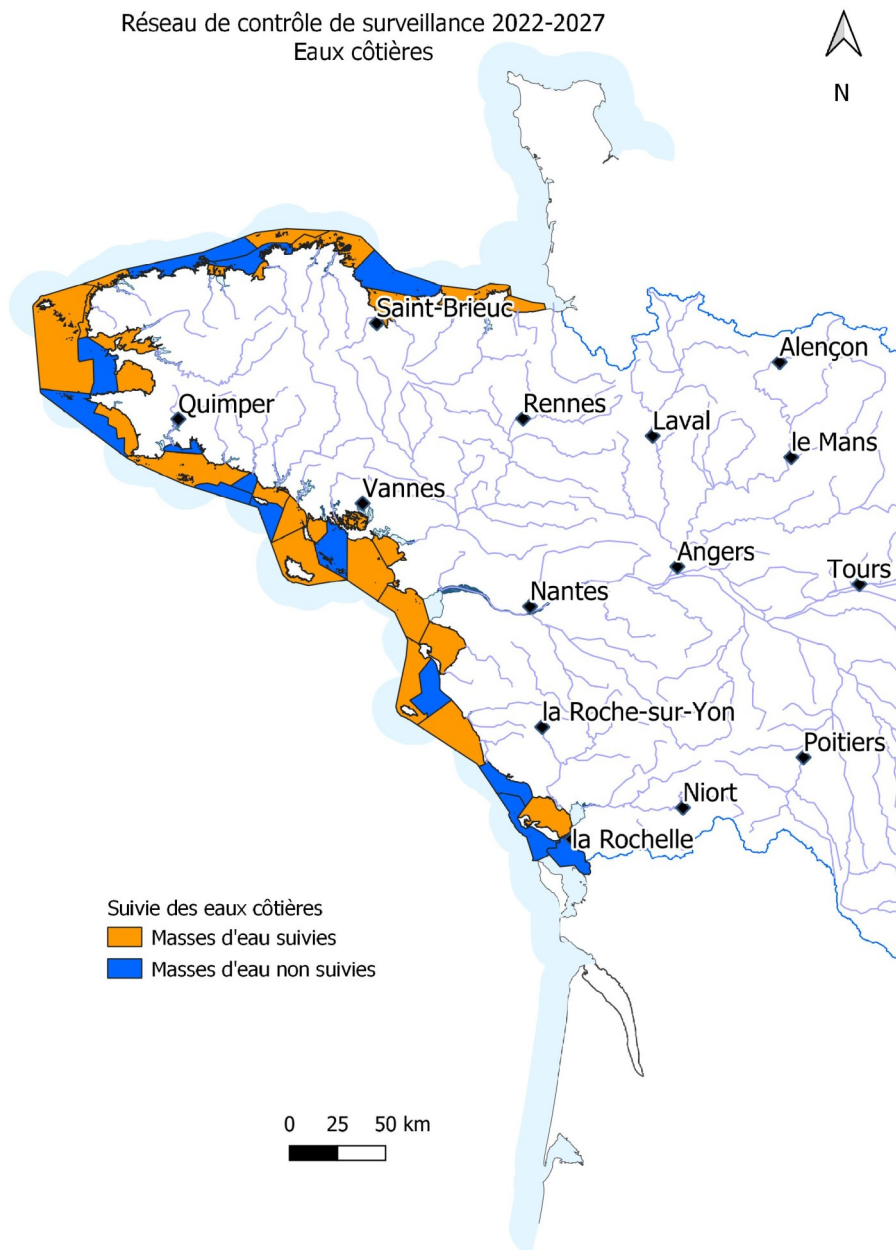 Réseau de contrôle de surveillance 2022-2027
Eaux côtières
N
Saint-Brieuc
Alençon
Quimper
Rennes
Laval
le Mans
Vannes
Angers
Tours
Nantes
la Roche-sur-Yon
Poitiers
Niort
la Rochelle
Suivie des eaux côtières
Masses d'eau suivies
Masses d'eau non suivies
0 25 50 km